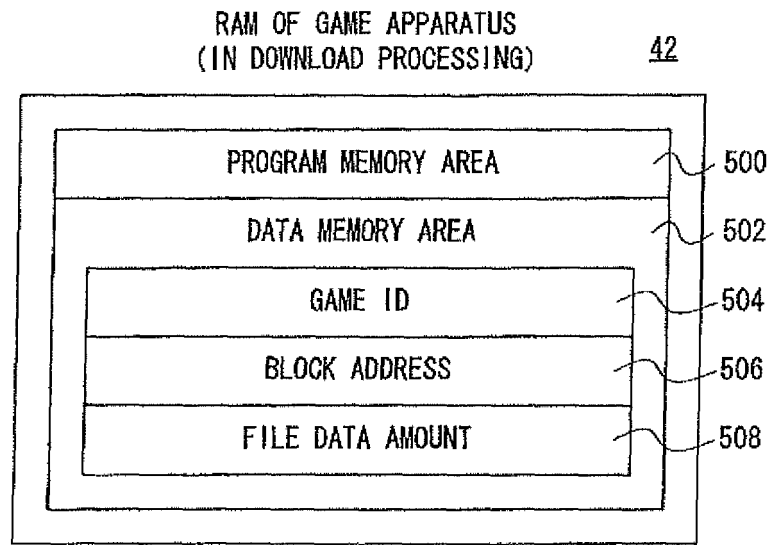 RAM OF GAME APPARATUS
(IN DOWNLOAD PROCESSING) 42
PROGRAM MEMORY AREA 500
DATA MEMORY AREA 502
GAME ID 504
BLOCK ADDRESS 506
FILE DATA AMOUNT 508